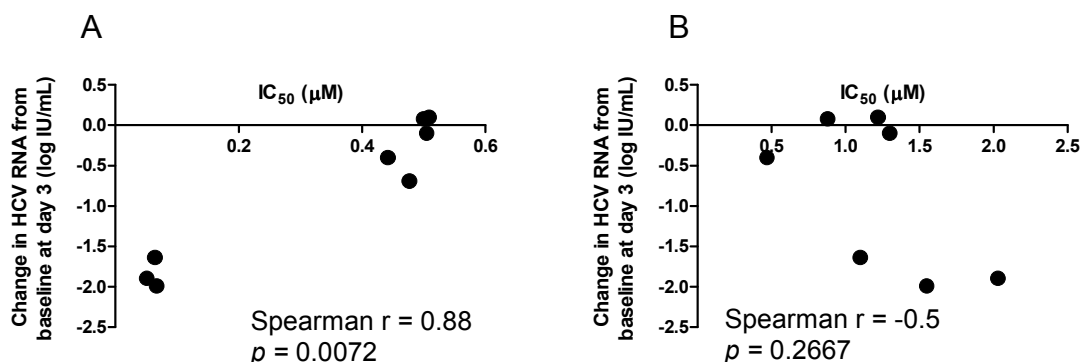 A
Change in HCV RNA from
baseline at day 3 (log IU/mL)
0.5
0.0
-0.5
-1.0
-1.5
-2.0
-2.5
IC50 (μM)
0.2
0.4
0.6
Spearman r = 0.88
p = 0.0072
B
Change in HCV RNA from
baseline at day 3 (log IU/mL)
0.5
0.0
-0.5
-1.0
-1.5
-2.0
-2.5
IC50 (μM)
0.5
1.0
1.5
2.0
2.5
Spearman r = -0.5
p = 0.2667